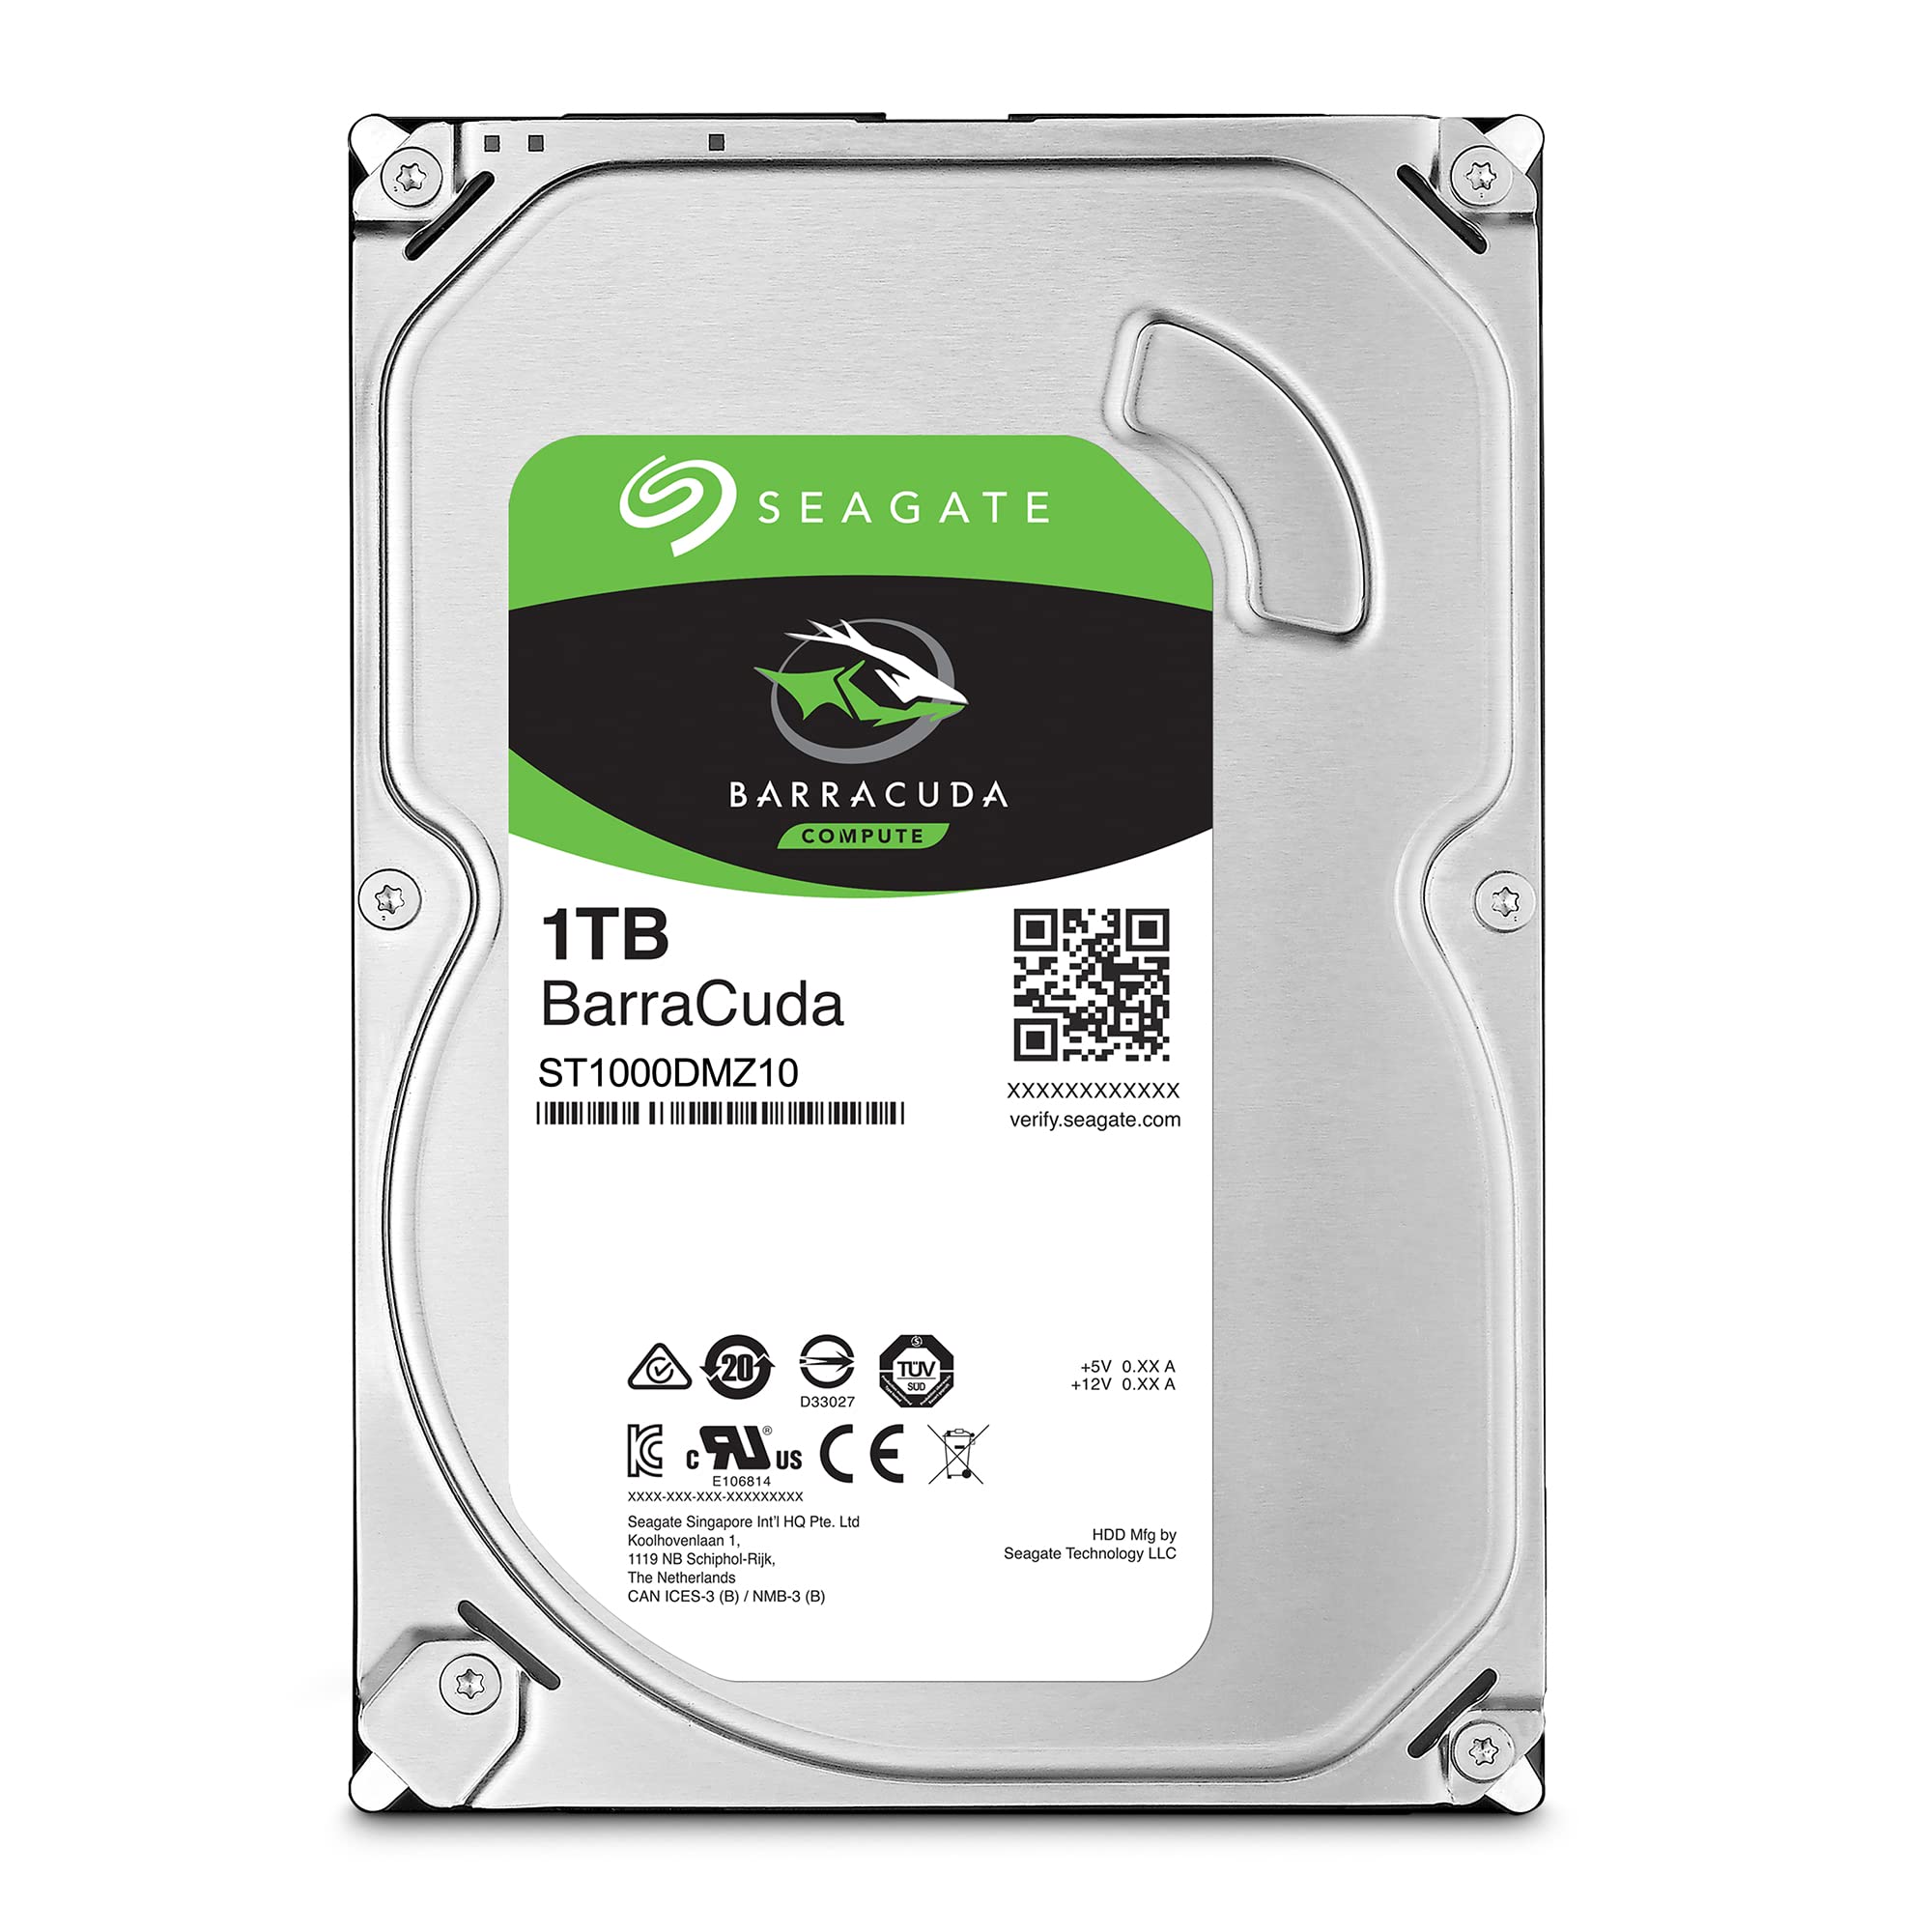 SEAGATE
BARRACUDA
COMPUTE
1TB
BarraCuda
ST1000DMZ10
XXXXXXXXXXXX
verify.seagate.com
20
D33027
TÜV
SÜD
+5V 0.XX A
+12V 0.XX A
c RU ® US
E106814
CE
XXXX-XXX-XXX-XXXXXXXXX
Seagate Singapore Int'l HQ Pte. Ltd
Koolhovenlaan 1,
1119 NB Schiphol-Rijk,
The Netherlands
CAN ICES-3 (B) / NMB-3 (B)
HDD Mfg by
Seagate Technology LLC